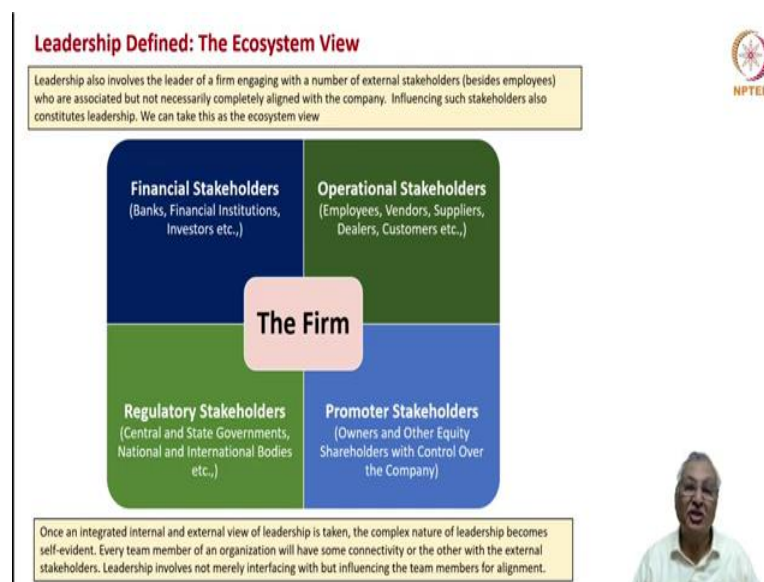 Leadership Defined: The Ecosystem View
Leadership also involves the leader of a firm engaging with a number of external stakeholders (besides employees)
who are associated but not necessarily completely aligned with the company. Influencing such stakeholders also
constitutes leadership. We can take this as the ecosystem view
NPTEL
Financial Stakeholders
(Banks, Financial Institutions,
Investors etc.,)
Operational Stakeholders
(Employees, Vendors, Suppliers,
Dealers, Customers etc.,)
The Firm
Regulatory Stakeholders
(Central and State Governments,
National and International Bodies
etc.,)
Promoter Stakeholders
(Owners and Other Equity
Shareholders with Control Over
the Company)
Once an integrated internal and external view of leadership is taken, the complex nature of leadership becomes
self-evident. Every team member of an organization will have some connectivity or the other with the external
stakeholders. Leadership involves not merely interfacing with but influencing the team members for alignment.